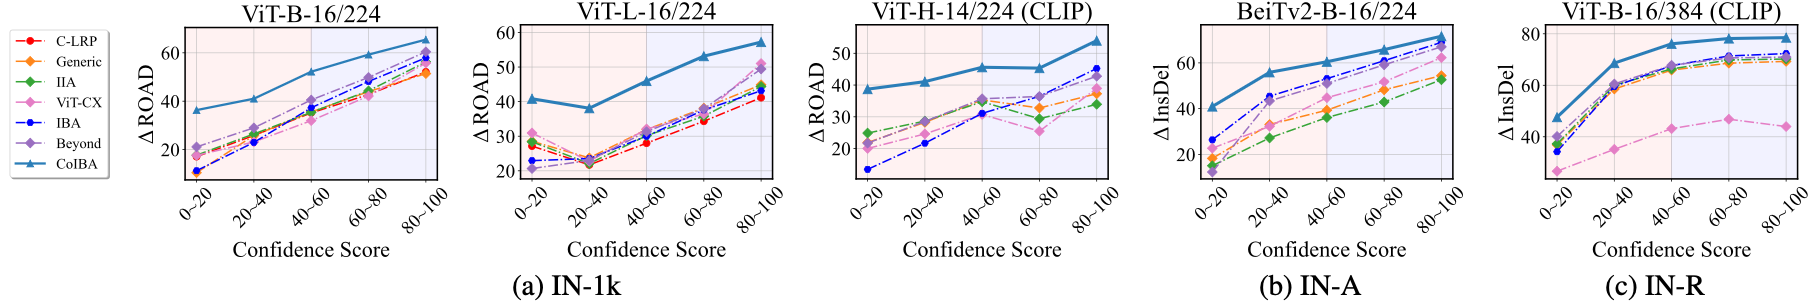 C-LRP
Generic
IIA
ViT-CX
IBA
Beyond
CoIBA
ViT-B-16/224
Δ ROAD
60
40
20
0~20
20~40
40~60
60~80
80~100
Confidence Score
ViT-L-16/224
Δ ROAD
60
50
40
30
20
0~20
20~40
40~60
60~80
80~100
Confidence Score
ViT-H-14/224 (CLIP)
Δ ROAD
50
40
30
20
0~20
20~40
40~60
60~80
80~100
Confidence Score
(a) IN-1k
BeiTv2-B-16/224
Δ InsDel
60
40
20
0~20
20~40
40~60
60~80
80~100
Confidence Score
(b) IN-A
ViT-B-16/384 (CLIP)
Δ InsDel
80
60
40
0~20
20~40
40~60
60~80
80~100
Confidence Score
(c) IN-R